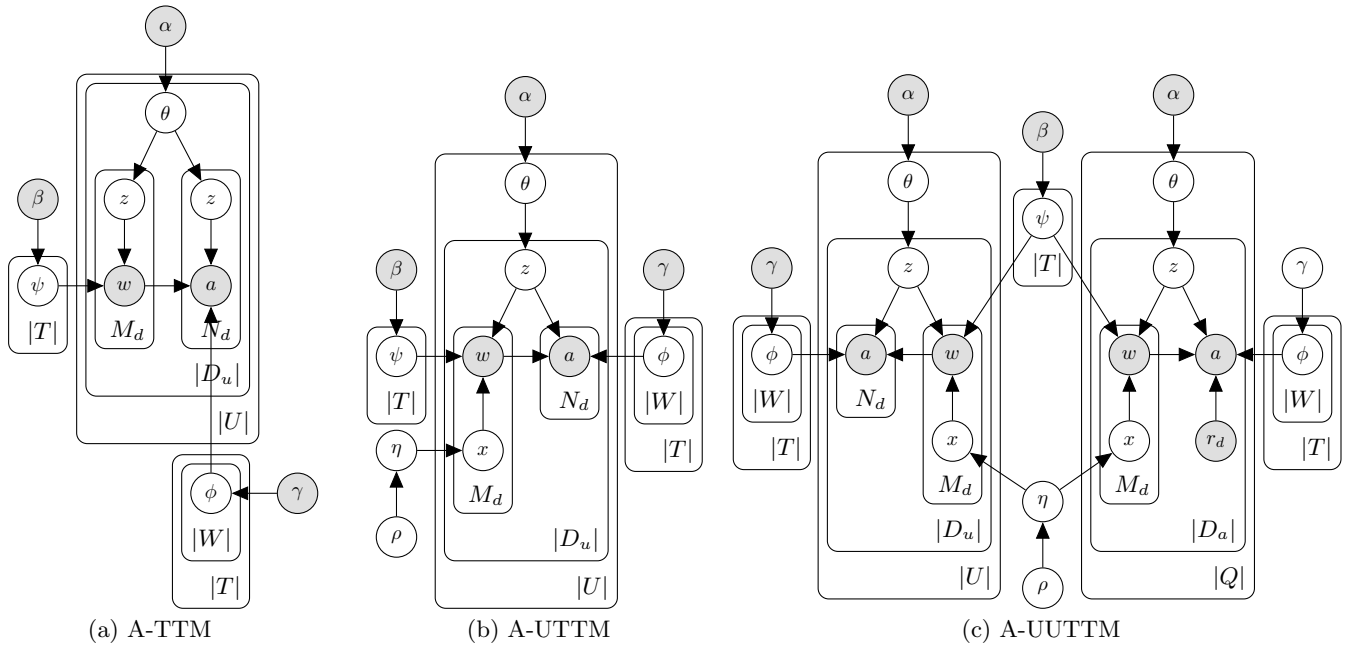 α
θ
z z
β
ψ w a
|T| M_d N_d
|D_u|
|U|
ϕ γ
|W|
|T|
(a) A-TTM
α
θ
z
β γ
ψ w a ϕ
|T| N_d |W|
η x |T|
M_d
ρ |D_u|
|U|
(b) A-UTTM
α β α
θ ψ θ
|T|
γ z z γ
ϕ a w w a ϕ
|W| N_d |W|
|T| x x r_d |T|
M_d M_d
η
|D_u| |D_a|
|U| ρ |Q|
(c) A-UUTTM